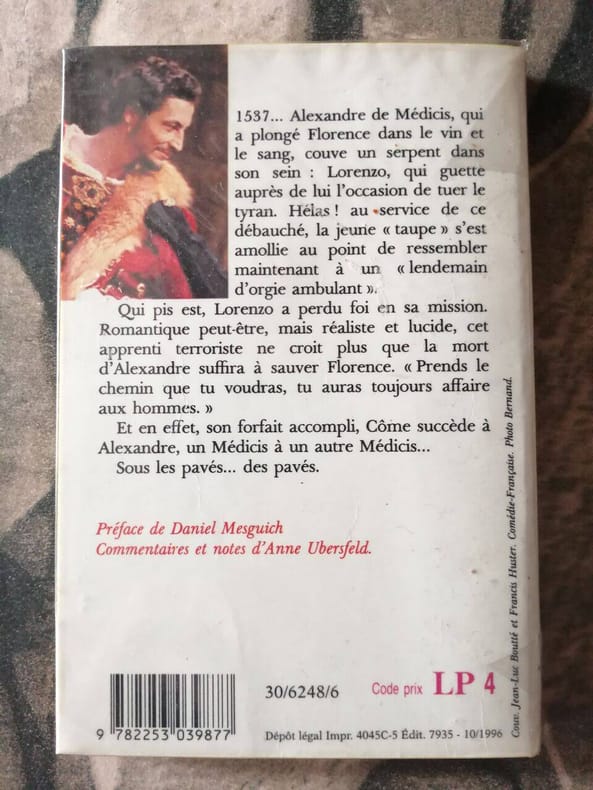 1537... Alexandre de Médicis, qui
a plongé Florence dans le vin et
le sang, couve un serpent dans
son sein : Lorenzo, qui guette
auprès de lui l'occasion de tuer le
tyran. Hélas ! au service de ce
débauché, la jeune « taupe » s'est
amollie au point de ressembler
maintenant à un « lendemain
d'orgie ambulant ».
Qui pis est, Lorenzo a perdu foi en sa mission.
Romantique peut-être, mais réaliste et lucide, cet
apprenti terroriste ne croit plus que la mort
d'Alexandre suffira à sauver Florence. « Prends le
chemin que tu voudras, tu auras toujours affaire
aux hommes. »
Et en effet, son forfait accompli, Côme succède à
Alexandre, un Médicis à un autre Médicis...
Sous les pavés... des pavés.
Préface de Daniel Mesguich
Commentaires et notes d'Anne Ubersfeld.
Couv. Jean-Luc Boutté et Francis Huster. Comédie-Française. Photo Bernand.
30/6248/6
Code prix LP 4
9 782253 039877
Dépôt légal Impr. 4045C-5 Édit. 7935 - 10/1996